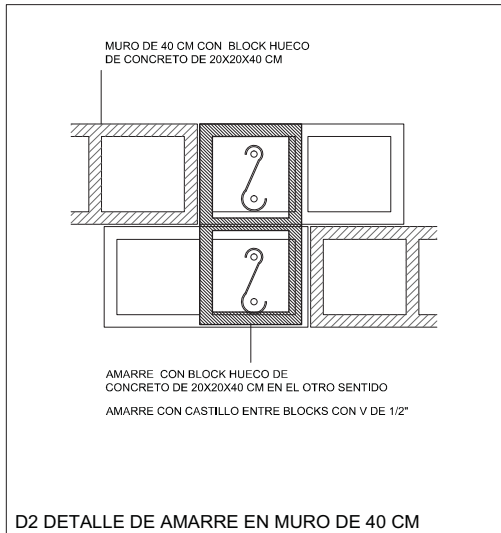 MURO DE 40 CM CON BLOCK HUECO
DE CONCRETO DE 20X20X40 CM
AMARRE CON BLOCK HUECO DE
CONCRETO DE 20X20X40 CM EN EL OTRO SENTIDO
AMARRE CON CASTILLO ENTRE BLOCKS CON V DE 1/2"
D2 DETALLE DE AMARRE EN MURO DE 40 CM